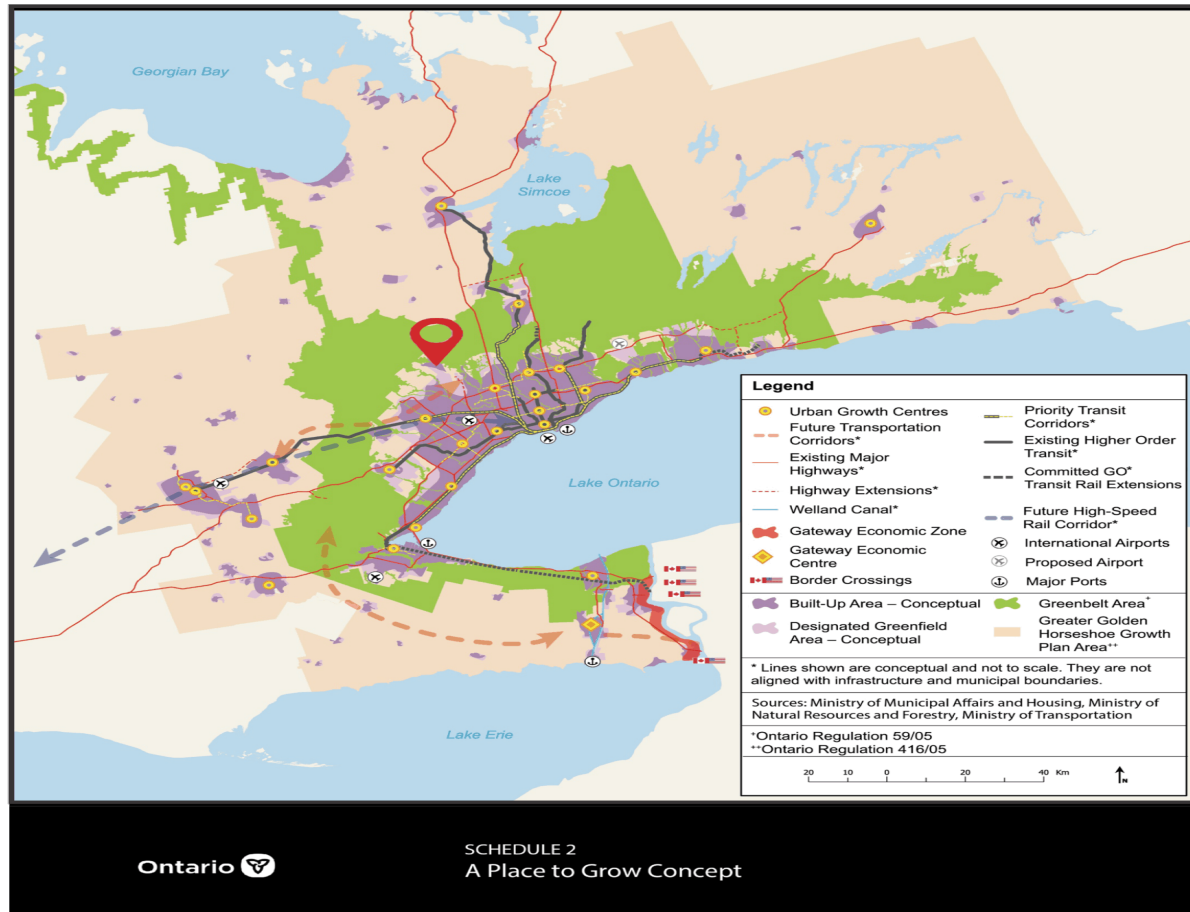 Georgian Bay
Lake
Simcoe
Lake Ontario
Lake Erie
Legend
Urban Growth Centres
Future Transportation
Corridors*
Existing Major
Highways*
Highway Extensions*
Welland Canal*
Gateway Economic Zone
Gateway Economic
Centre
Border Crossings
Priority Transit
Corridors*
Existing Higher Order
Transit*
Committed GO*
Transit Rail Extensions
Future High-Speed
Rail Corridor*
International Airports
Proposed Airport
Major Ports
Built-Up Area – Conceptual
Designated Greenfield
Area – Conceptual
Greenbelt Area+
Greater Golden
Horseshoe Growth
Plan Area++
* Lines shown are conceptual and not to scale. They are not
aligned with infrastructure and municipal boundaries.
Sources: Ministry of Municipal Affairs and Housing, Ministry of
Natural Resources and Forestry, Ministry of Transportation
+Ontario Regulation 59/05
++Ontario Regulation 416/05
20 10 0 20 40 Km
N
Ontario
SCHEDULE 2
A Place to Grow Concept